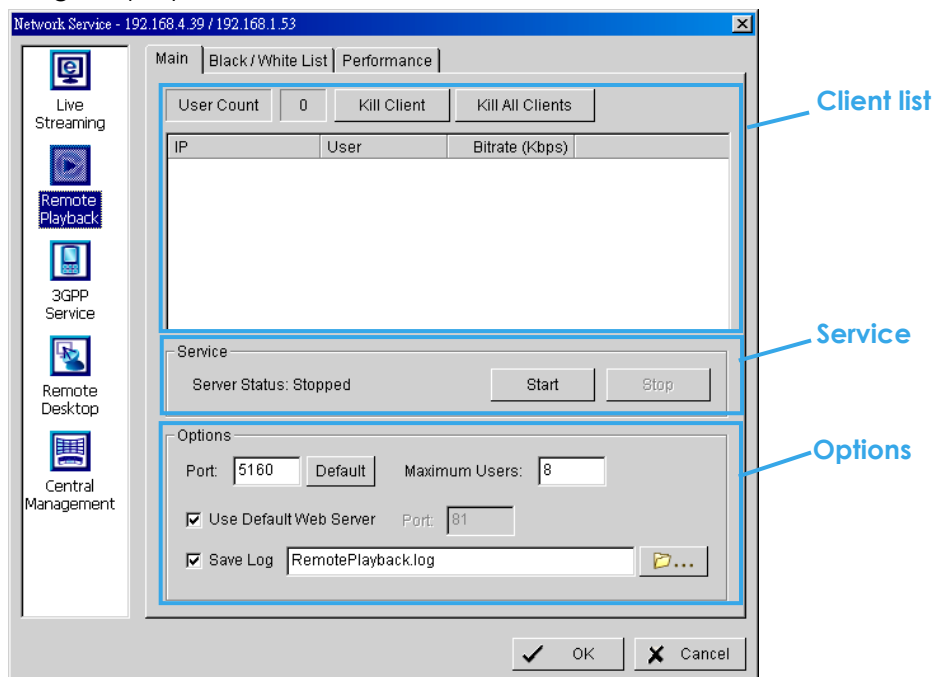 Network Service - 192.168.4.39 / 192.168.1.53
Live
Streaming
Remote
Playback
3GPP
Service
Remote
Desktop
Central
Management
Main Black / White List Performance
User Count 0 Kill Client Kill All Clients
IP User Bitrate (Kbps)
Client list
Service
Server Status: Stopped Start Stop
Service
Options
Port: 5160 Default Maximum Users: 8
Use Default Web Server Port: 81
Save Log RemotePlayback.log ...
Options
OK Cancel